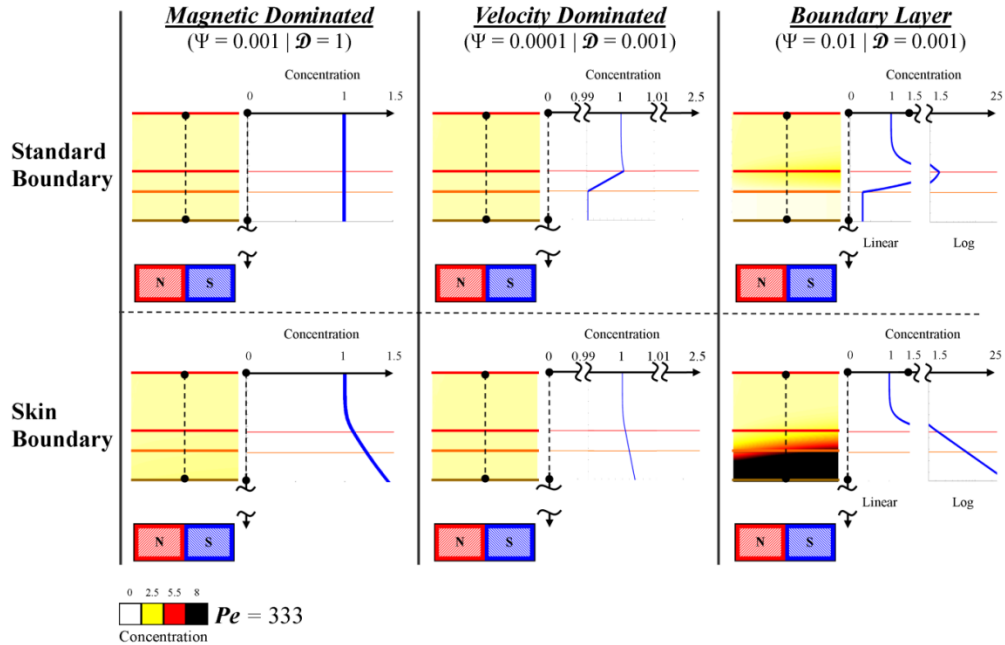 Magnetic Dominated
(Ψ = 0.001 | 𝓓 = 1)
Velocity Dominated
(Ψ = 0.0001 | 𝓓 = 0.001)
Boundary Layer
(Ψ = 0.01 | 𝓓 = 0.001)
Standard
Boundary
Concentration
0 1 1.5
N S
Concentration
0 0.99 1 1.01 2.5
N S
Concentration
0 1 1.5 1.5 25
Linear Log
N S
Skin
Boundary
Concentration
0 1 1.5
N S
Concentration
0 0.99 1 1.01 2.5
N S
Concentration
0 1 1.5 1.5 25
Linear Log
N S
0 2.5 5.5 8
Pe = 333
Concentration